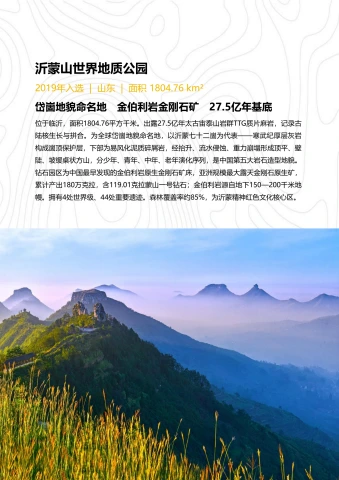 沂蒙山世界地质公园
2019年入选 | 山东 | 面积 1804.76 km²
岱崮地貌命名地 金伯利岩金刚石矿 27.5亿年基底
位于临沂，面积1804.76平方千米。出露27.5亿年太古宙泰山岩群TTG质片麻岩，记录古
陆核生长与拼合。为全球岱崮地貌命名地，以沂蒙七十二崮为代表——寒武纪厚层灰岩
构成崮顶保护层，下部为易风化泥质碎屑岩，经抬升、流水侵蚀、重力崩塌形成顶平、壁
陡、坡缓桌状方山，分少年、青年、中年、老年演化序列，是中国第五大岩石造型地貌。
钻石园区为中国最早发现的金伯利岩原生金刚石矿床，亚洲规模最大露天金刚石原生矿，
累计产出180万克拉，含119.01克拉蒙山一号钻石；金伯利岩源自地下150—200千米地
幔。拥有4处世界级、44处重要遗迹。森林覆盖率约85%，为沂蒙精神红色文化核心区。